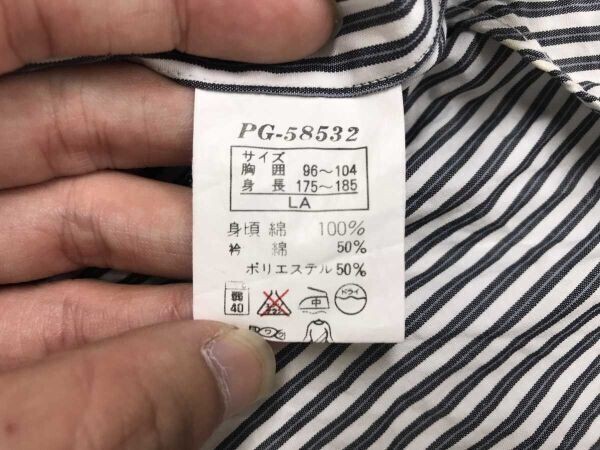 PG-58532
サイズ
胸囲 96～104
身長 175～185
LA
身頃 綿 100%
衿 綿 50%
ポリエステル 50%
40
中
ドライ